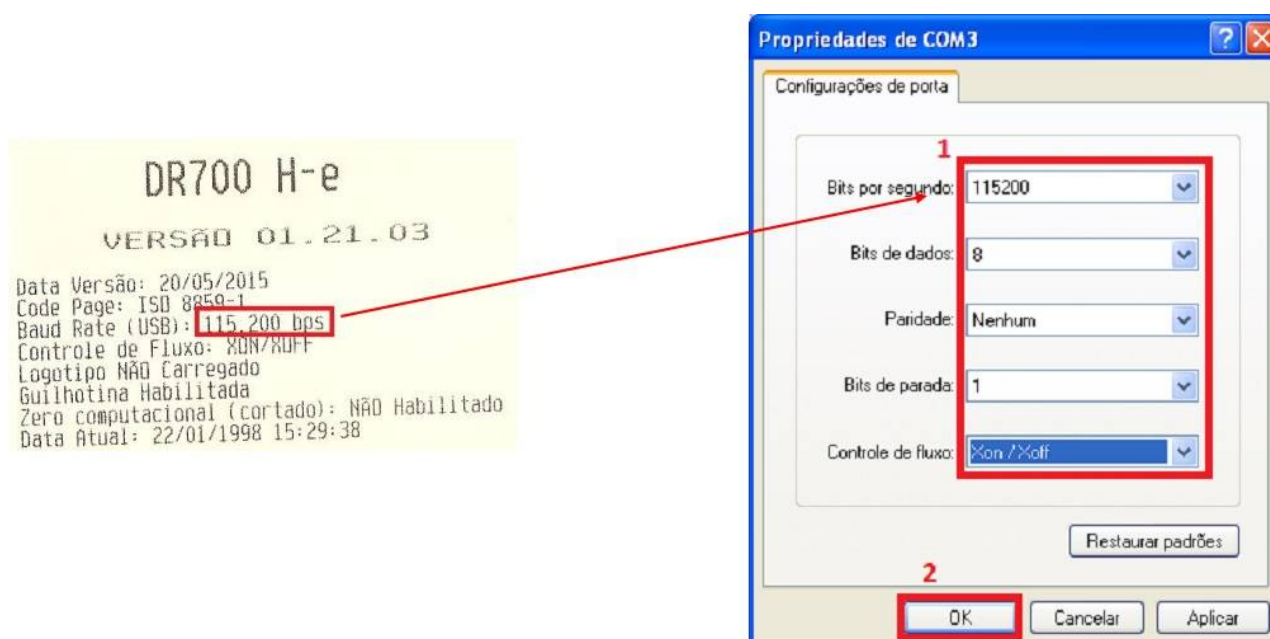 DR700 H-e
VERSÃO 01.21.03
Data Versão: 20/05/2015
Code Page: ISO 8859-1
Baud Rate (USB): 115.200 bps
Controle de Fluxo: XON/XOFF
Logotipo NÃO Carregado
Guilhotina Habilitada
Zero computacional (cortado): NÃO Habilitado
Data Atual: 22/01/1998 15:29:38
Propriedades de COM3
Configurações de porta
1
Bits por segundo: 115200
Bits de dados: 8
Paridade: Nenhum
Bits de parada: 1
Controle de fluxo: Xon / Xoff
Restaurar padrões
2
OK Cancelar Aplicar